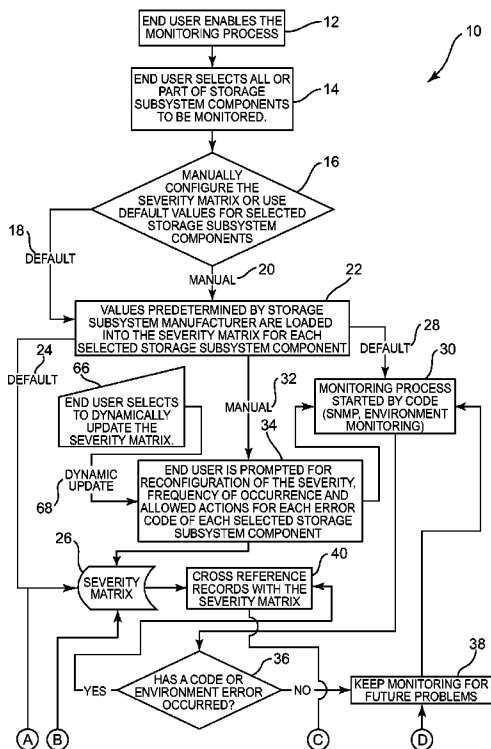 END USER ENABLES THE
MONITORING PROCESS
12
10
END USER SELECTS ALL OR
PART OF STORAGE
SUBSYSTEM COMPONENTS
TO BE MONITORED.
14
MANUALLY
CONFIGURE THE
SEVERITY MATRIX OR USE
DEFAULT VALUES FOR SELECTED
STORAGE SUBSYSTEM
COMPONENTS
16
18
DEFAULT
MANUAL
20
22
VALUES PREDETERMINED BY STORAGE
SUBSYSTEM MANUFACTURER ARE LOADED
INTO THE SEVERITY MATRIX FOR EACH
SELECTED STORAGE SUBSYSTEM COMPONENT
24
DEFAULT
28
DEFAULT
30
66
END USER SELECTS
TO DYNAMICALLY
UPDATE THE
SEVERITY MATRIX.
32
MANUAL
MONITORING PROCESS
STARTED BY CODE
(SNMP, ENVIRONMENT
MONITORING)
34
DYNAMIC
UPDATE
68
END USER IS PROMPTED FOR
RECONFIGURATION OF THE SEVERITY,
FREQUENCY OF OCCURRENCE AND
ALLOWED ACTIONS FOR EACH ERROR
CODE OF EACH SELECTED STORAGE
SUBSYSTEM COMPONENT
26
SEVERITY
MATRIX
40
CROSS REFERENCE
RECORDS WITH THE
SEVERITY MATRIX
36
HAS A CODE OR
ENVIRONMENT ERROR
OCCURRED?
YES
NO
38
KEEP MONITORING FOR
FUTURE PROBLEMS
A
B
C
D